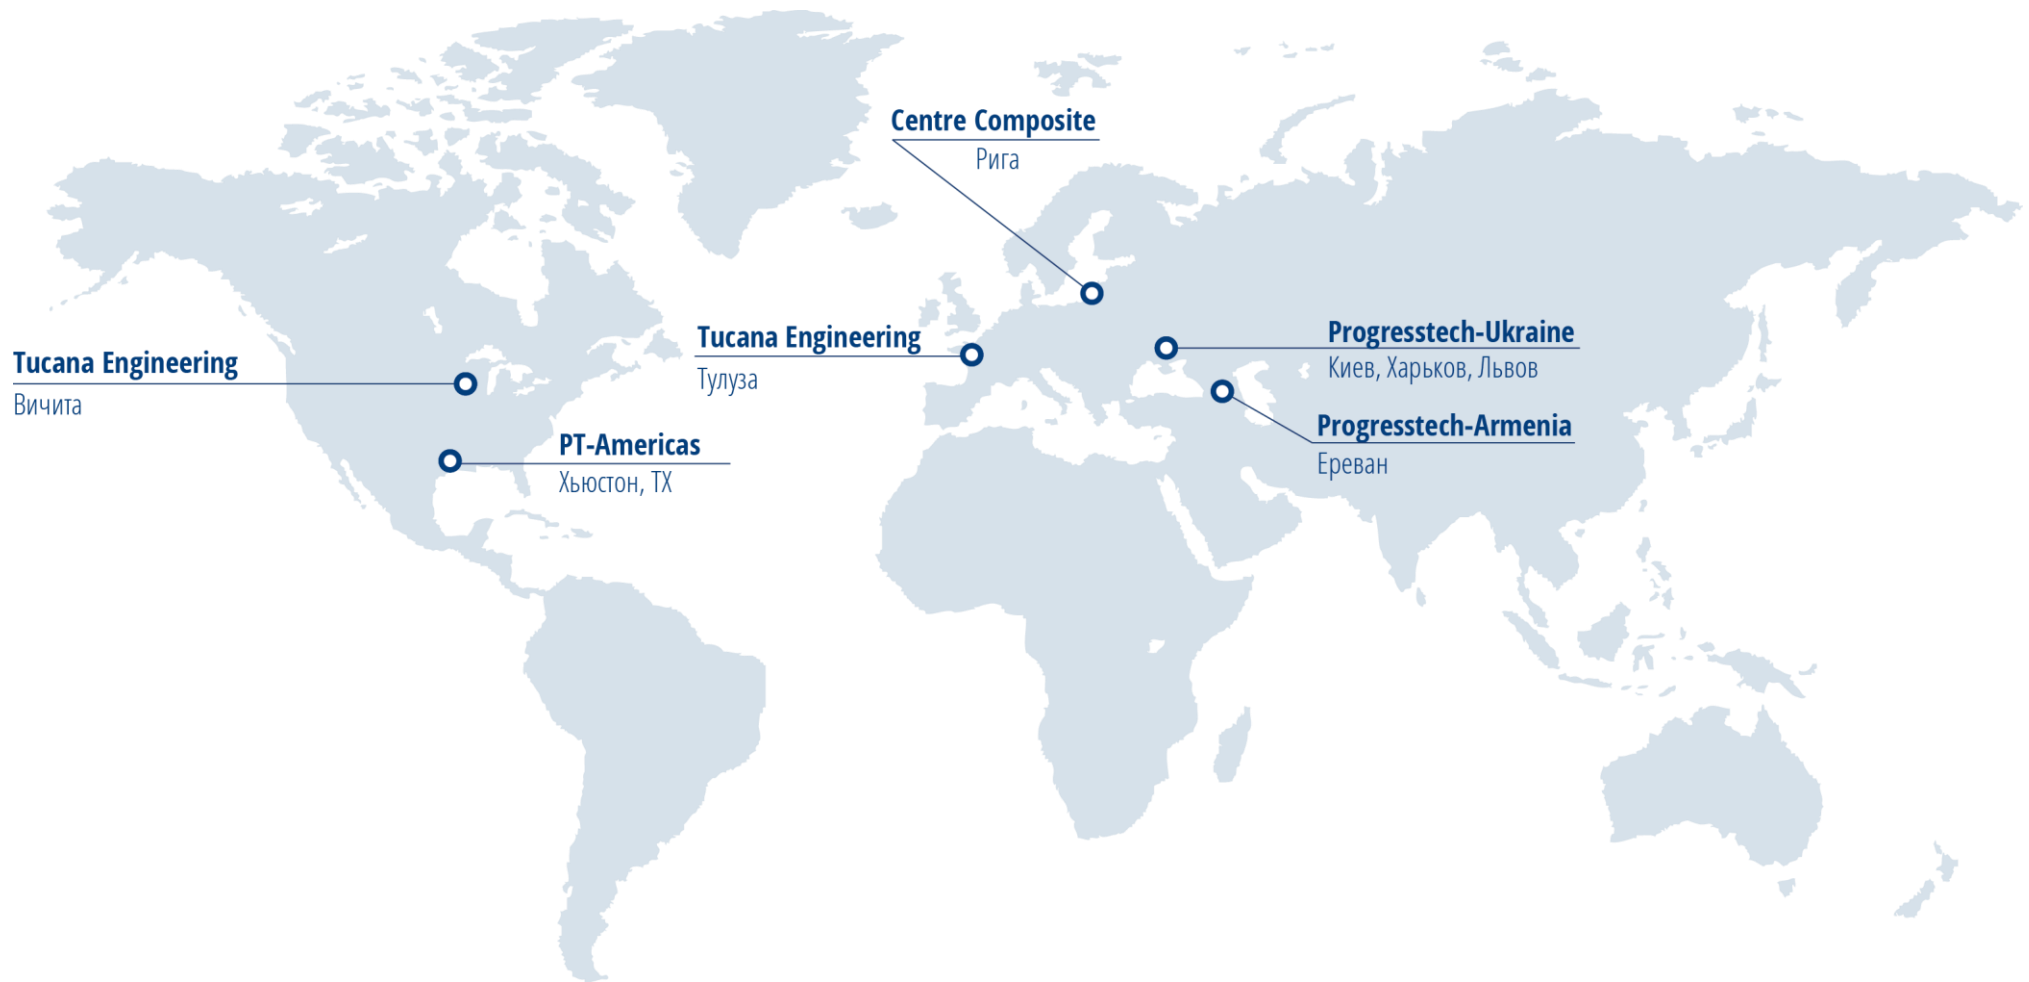 Centre Composite
Рига
Tucana Engineering
Вичита
PT-Americas
Хьюстон, TX
Tucana Engineering
Тулуза
Progresstech-Ukraine
Киев, Харьков, Львов
Progresstech-Armenia
Ереван